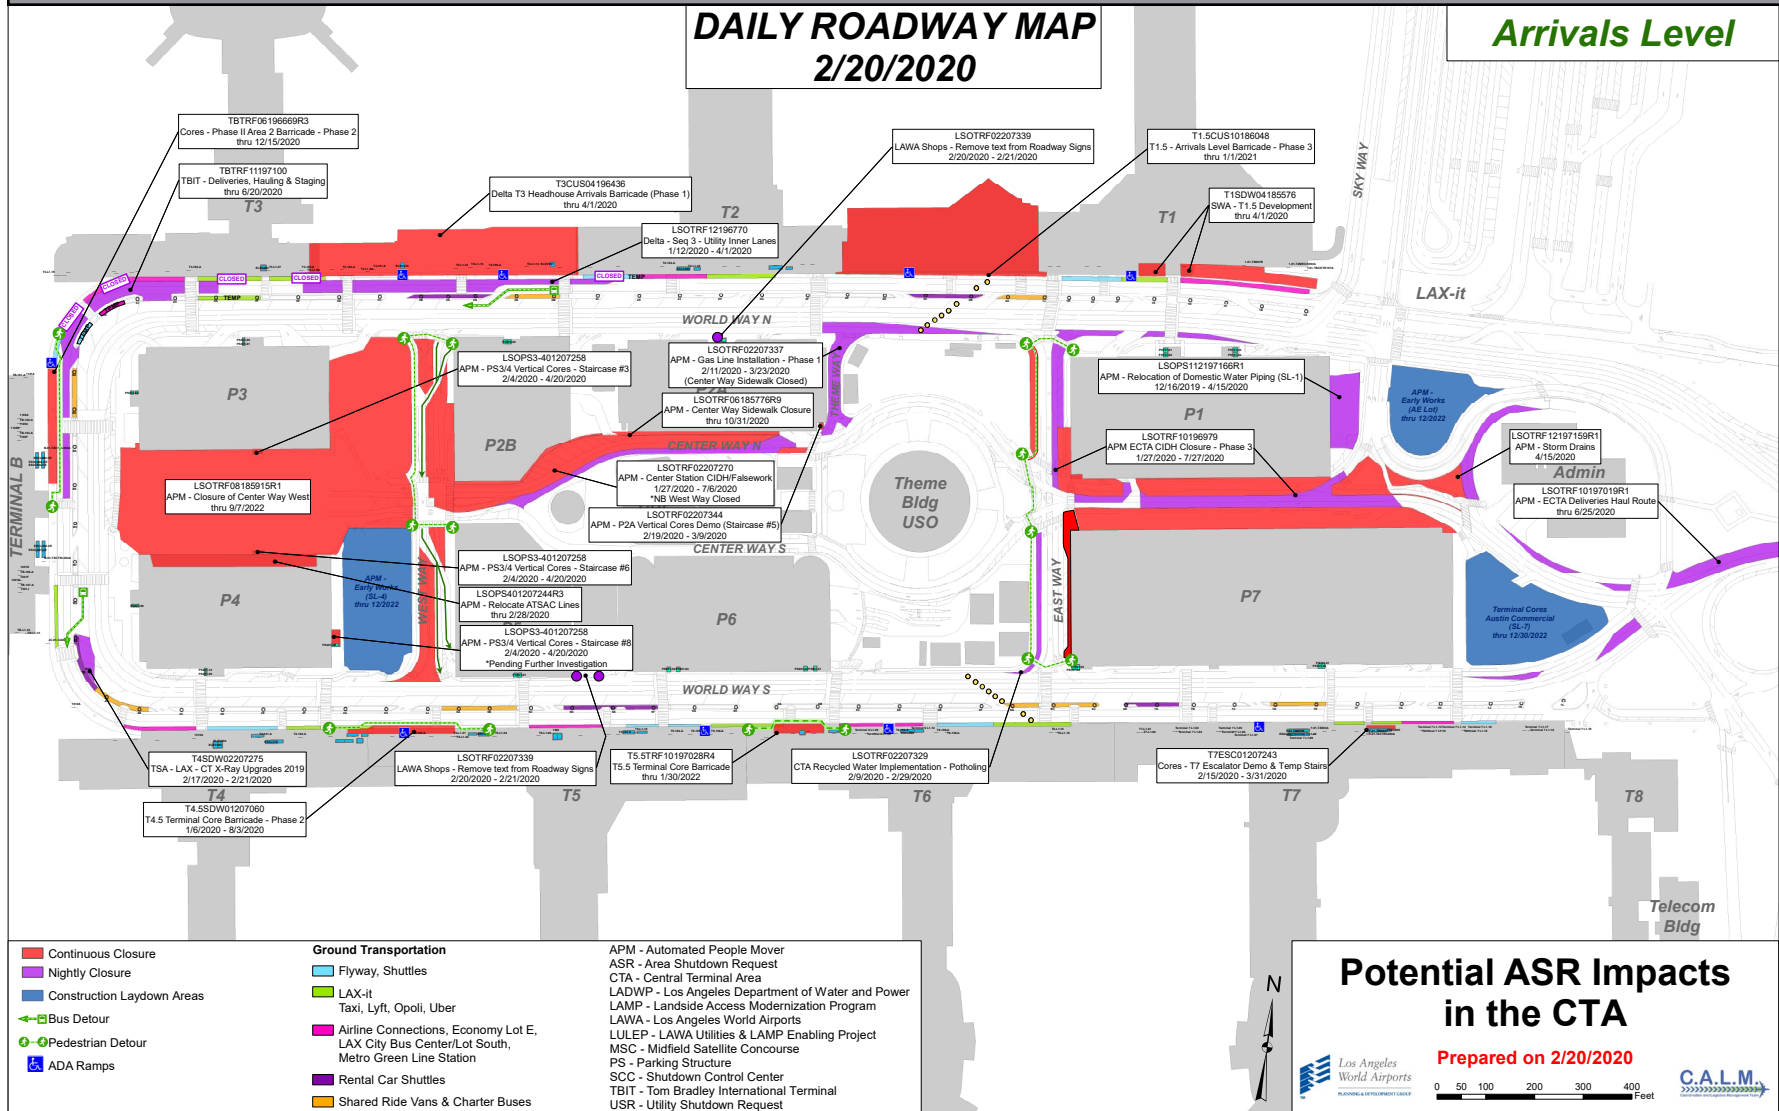 DAILY ROADWAY MAP
2/20/2020
Arrivals Level
TBTRF06196669R3
Cores - Phase II Area 2 Barricade - Phase 2
thru 12/15/2020
TBTRF11197100
TBIT - Deliveries, Hauling & Staging
thru 6/20/2020
T3
T3CUS04196436
Delta T3 Headhouse Arrivals Barricade (Phase 1)
thru 4/1/2020
T2
LSOTRF12196770
Delta - Seq 3 - Utility Inner Lanes
1/12/2020 - 4/1/2020
LSOTRF02207339
LAWA Shops - Remove text from Roadway Signs
2/20/2020 - 2/21/2020
T1.5CUS10186048
T1.5 - Arrivals Level Barricade - Phase 3
thru 1/1/2021
T1
T1SDW04185576
SWA - T1.5 Development
thru 4/1/2020
SKY WAY
LAX-it
CLOSED
CLOSED
CLOSED
CLOSED
CLOSED
TEMP
TEMP
WORLD WAY N
P3
LSOPS3-401207258
APM - PS3/4 Vertical Cores - Staircase #3
2/4/2020 - 4/20/2020
LSOTRF02207337
APM - Gas Line Installation - Phase 1
2/11/2020 - 3/23/2020
(Center Way Sidewalk Closed)
P2A
THEME WAY
LSOTRF06185776R9
APM - Center Way Sidewalk Closure
thru 10/31/2020
P2B
CENTER WAY N
LSOPS112197166R1
APM - Relocation of Domestic Water Piping (SL-1)
12/16/2019 - 4/15/2020
P1
APM -
Early Works
(AE Lot)
thru 12/2022
LSOTRF10196979
APM ECTA CIDH Closure - Phase 3
1/27/2020 - 7/27/2020
LSOTRF12197159R1
APM - Storm Drains
4/15/2020
Admin
LSOTRF10197019R1
APM - ECTA Deliveries Haul Route
thru 6/25/2020
TERMINAL B
LSOTRF08185915R1
APM - Closure of Center Way West
thru 9/7/2022
LSOTRF02207270
APM - Center Station CIDH/Falsework
1/27/2020 - 7/6/2020
*NB West Way Closed
LSOTRF02207344
APM - P2A Vertical Cores Demo (Staircase #5)
2/19/2020 - 3/9/2020
CENTER WAY S
Theme
Bldg
USO
LSOPS3-401207258
APM - PS3/4 Vertical Cores - Staircase #6
2/4/2020 - 4/20/2020
LSOPS401207244R3
APM - Relocate ATSAC Lines
thru 2/28/2020
LSOPS3-401207258
APM - PS3/4 Vertical Cores - Staircase #8
2/4/2020 - 4/20/2020
*Pending Further Investigation
P4
APM -
Early Works
(SL-4)
thru 12/2022
WEST WAY
P6
EAST WAY
P7
Terminal Cores
Austin Commercial
(SL-7)
thru 12/30/2022
WORLD WAY S
T4SDW02207275
TSA - LAX - CT X-Ray Upgrades 2019
2/17/2020 - 2/21/2020
T4
T4.5SDW01207060
T4.5 Terminal Core Barricade - Phase 2
1/6/2020 - 8/3/2020
LSOTRF02207339
LAWA Shops - Remove text from Roadway Signs
2/20/2020 - 2/21/2020
T5
T5.5TRF10197028R4
T5.5 Terminal Core Barricade
thru 1/30/2022
LSOTRF02207329
CTA Recycled Water Implementation - Potholing
2/9/2020 - 2/29/2020
T6
T7ESC01207243
Cores - T7 Escalator Demo & Temp Stairs
2/15/2020 - 3/31/2020
T7
T8
Telecom
Bldg
Continuous Closure
Nightly Closure
Construction Laydown Areas
Bus Detour
Pedestrian Detour
ADA Ramps
Ground Transportation
Flyway, Shuttles
LAX-it
Taxi, Lyft, Opoli, Uber
Airline Connections, Economy Lot E,
LAX City Bus Center/Lot South,
Metro Green Line Station
Rental Car Shuttles
Shared Ride Vans & Charter Buses
APM - Automated People Mover
ASR - Area Shutdown Request
CTA - Central Terminal Area
LADWP - Los Angeles Department of Water and Power
LAMP - Landside Access Modernization Program
LAWA - Los Angeles World Airports
LULEP - LAWA Utilities & LAMP Enabling Project
MSC - Midfield Satellite Concourse
PS - Parking Structure
SCC - Shutdown Control Center
TBIT - Tom Bradley International Terminal
USR - Utility Shutdown Request
N
Potential ASR Impacts
in the CTA
Prepared on 2/20/2020
Los Angeles
World Airports
PLANNING & DEVELOPMENT GROUP
0 50 100 200 300 400
Feet
C.A.L.M.